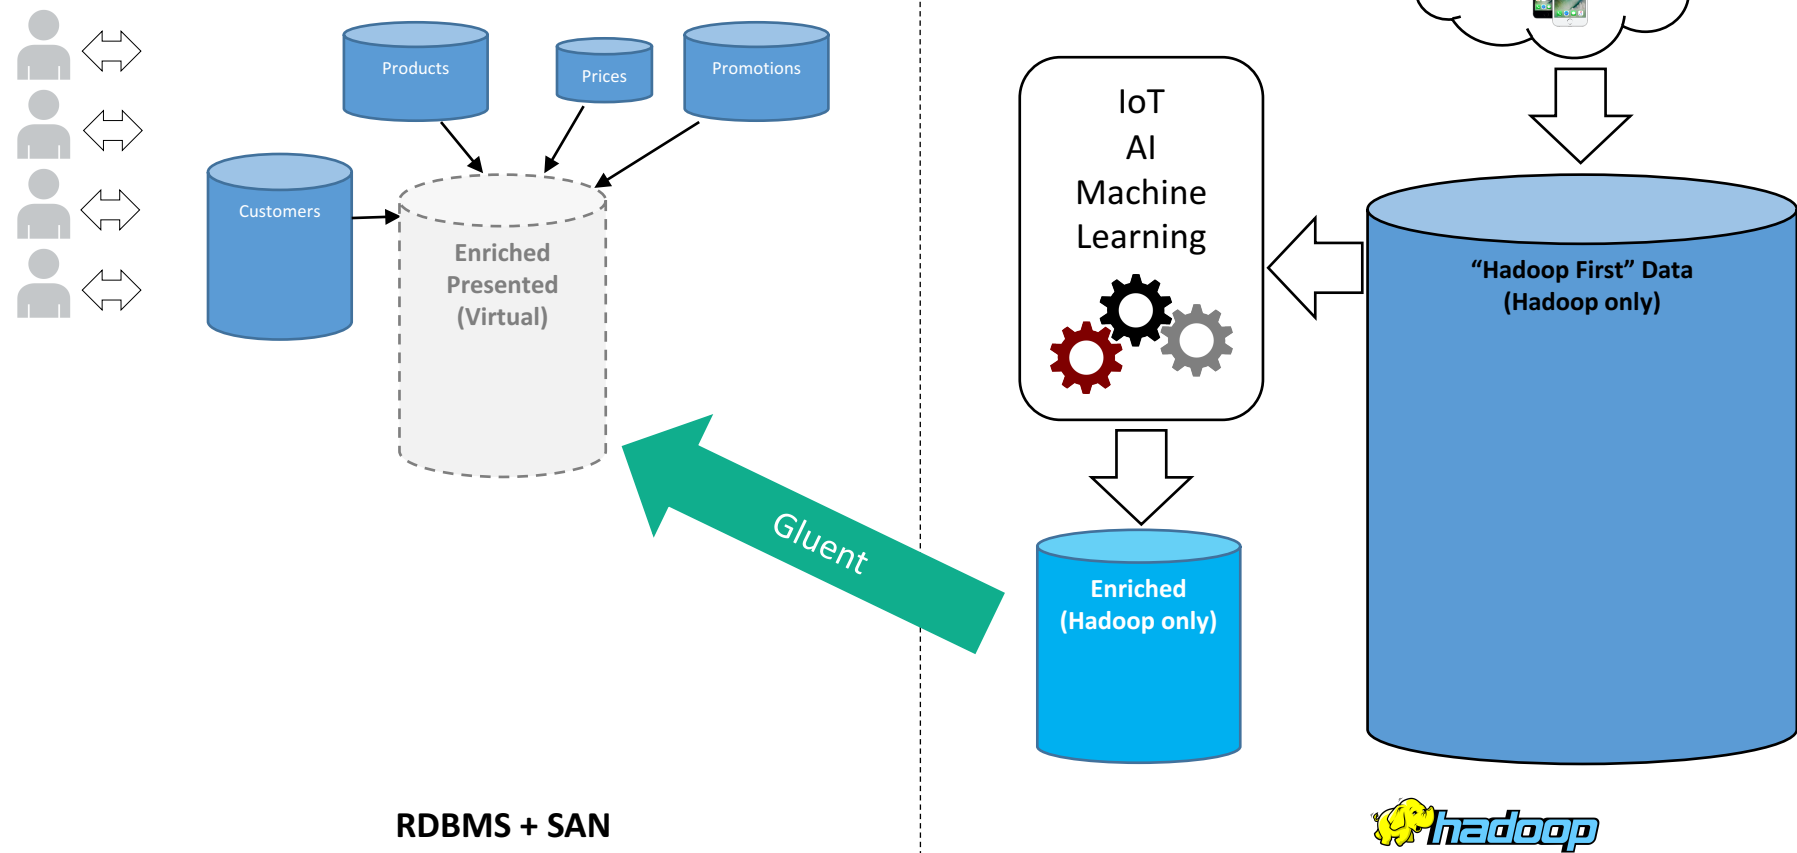 Products
Prices
Promotions
Customers
Enriched
Presented
(Virtual)
Gluent
RDBMS + SAN
IoT
AI
Machine
Learning
Enriched
(Hadoop only)
“Hadoop First” Data
(Hadoop only)
hadoop